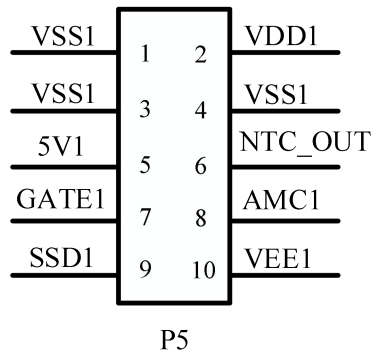 VSS1 1 2 VDD1
VSS1 3 4 VSS1
5V1 5 6 NTC_OUT
GATE1 7 8 AMC1
SSD1 9 10 VEE1
P5